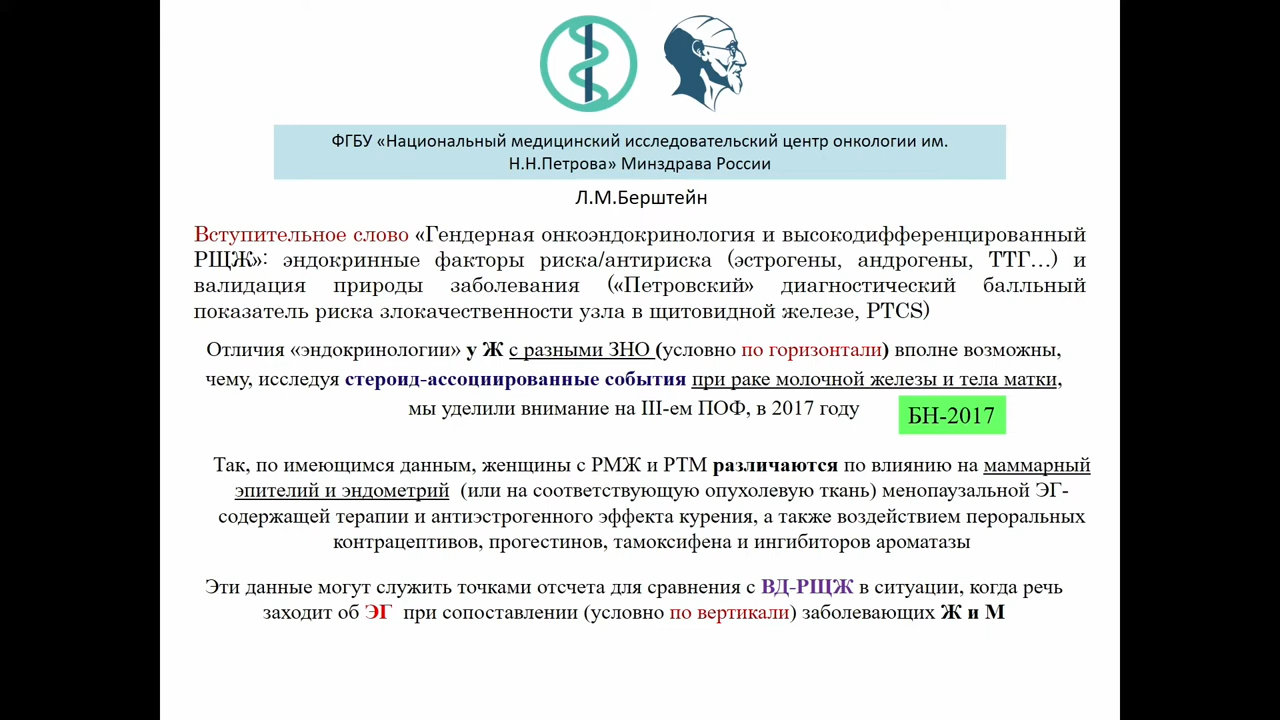 ФГБУ «Национальный медицинский исследовательский центр онкологии им.
Н.Н.Петрова» Минздрава России
Л.М.Берштейн
Вступительное слово «Гендерная онкоэндокринология и высокодифференцированный
РЩЖ»: эндокринные факторы риска/антириска (эстрогены, андрогены, ТТГ…) и
валидация природы заболевания («Петровский» диагностический балльный
показатель риска злокачественности узла в щитовидной железе, PTCS)
Отличия «эндокринологии» у Ж с разными ЗНО (условно по горизонтали) вполне возможны,
чему, исследуя стероид-ассоциированные события при раке молочной железы и тела матки,
мы уделили внимание на III-ем ПОФ, в 2017 году
БН-2017
Так, по имеющимся данным, женщины с РМЖ и РТМ различаются по влиянию на маммарный
эпителий и эндометрий (или на соответствующую опухолевую ткань) менопаузальной ЭГ-
содержащей терапии и антиэстрогенного эффекта курения, а также воздействием пероральных
контрацептивов, прогестинов, тамоксифена и ингибиторов ароматазы
Эти данные могут служить точками отсчета для сравнения с ВД-РЩЖ в ситуации, когда речь
заходит об ЭГ при сопоставлении (условно по вертикали) заболевающих Ж и М